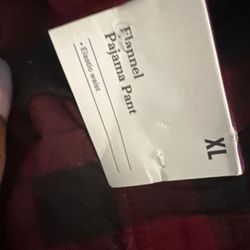 Flannel
Pajama Pant
• Elastic waist
XL